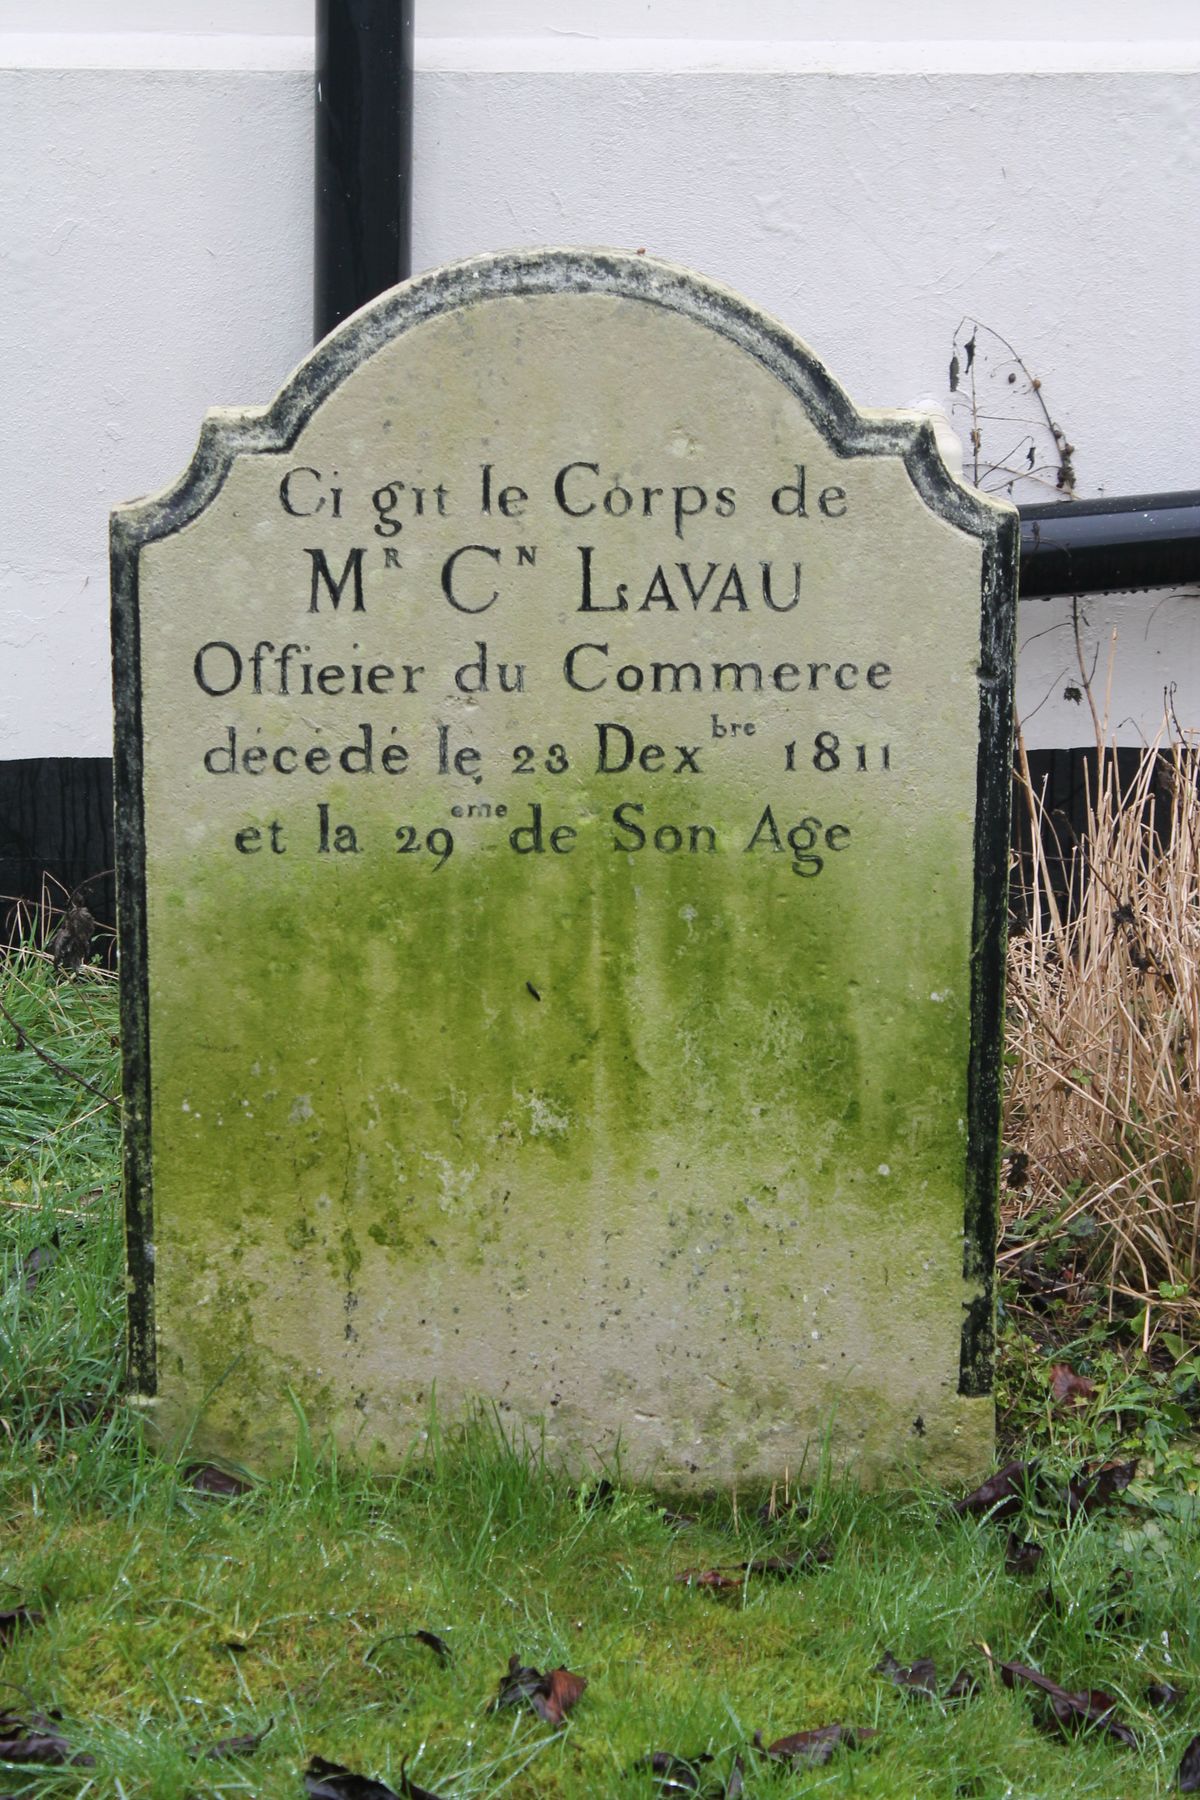 Ci git le Corps de
Mᴿ Cᴺ LAVAU
Offieier du Commerce
décédé le 23 Dexbre 1811
et la 29eme de Son Age